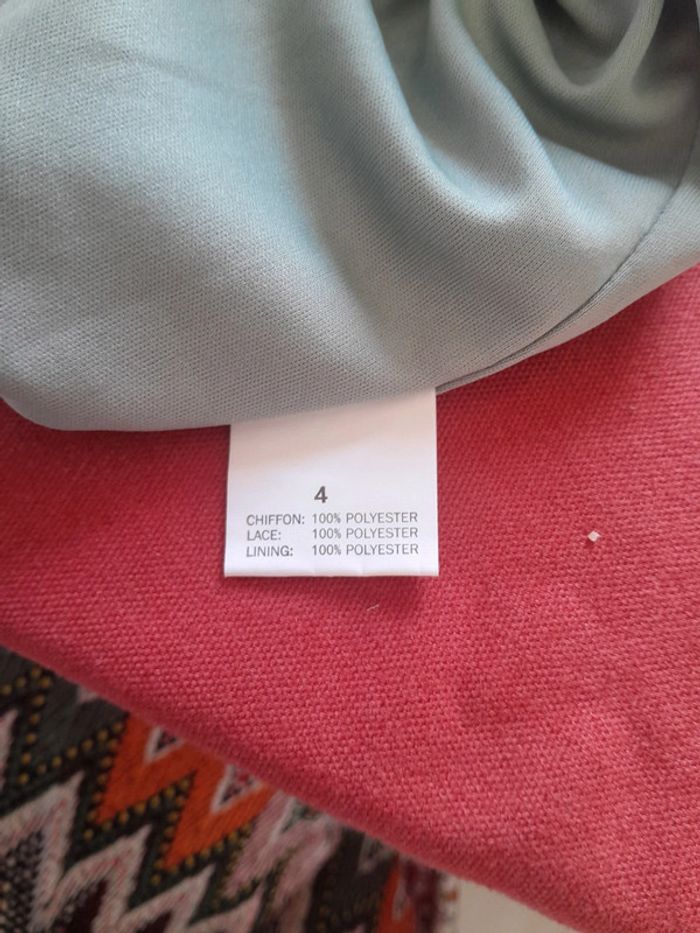 4
CHIFFON: 100% POLYESTER
LACE: 100% POLYESTER
LINING: 100% POLYESTER